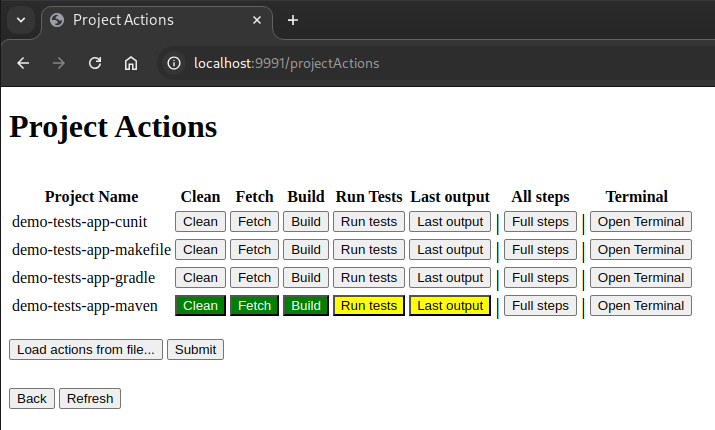 Project Actions
localhost:9991/projectActions
Project Actions
Project Name Clean Fetch Build Run Tests Last output All steps Terminal
demo-tests-app-cunit Clean Fetch Build Run tests Last output | Full steps | Open Terminal
demo-tests-app-makefile Clean Fetch Build Run tests Last output | Full steps | Open Terminal
demo-tests-app-gradle Clean Fetch Build Run tests Last output | Full steps | Open Terminal
demo-tests-app-maven Clean Fetch Build Run tests Last output | Full steps | Open Terminal
Load actions from file... Submit
Back Refresh